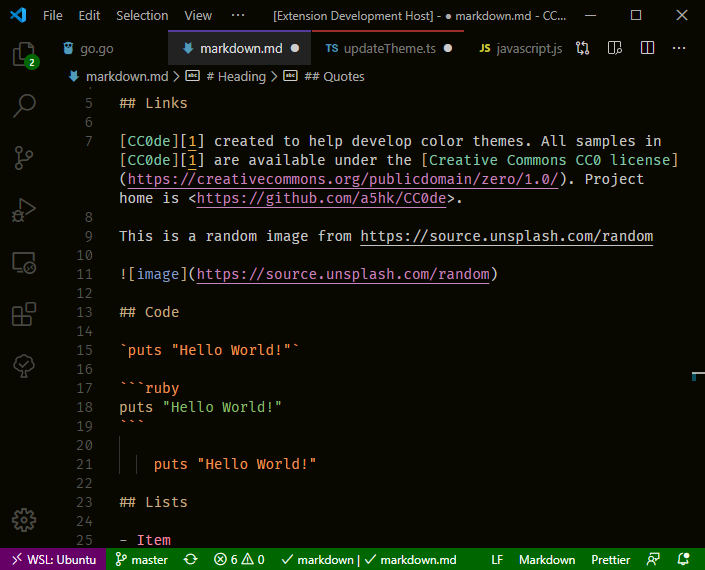 File Edit Selection View ··· [Extension Development Host] - ● markdown.md - CC...
go.go markdown.md ● TS updateTheme.ts ● JS javascript.js ···
markdown.md > abc # Heading > abc ## Quotes
2
5 ## Links
6
7 [CC0de][1] created to help develop color themes. All samples in
[CC0de][1] are available under the [Creative Commons CC0 license]
(https://creativecommons.org/publicdomain/zero/1.0/). Project
home is <https://github.com/a5hk/CC0de>.
8
9 This is a random image from https://source.unsplash.com/random
10
11 ![image](https://source.unsplash.com/random)
12
13 ## Code
14
15 `puts "Hello World!"`
16
17 ```ruby
18 puts "Hello World!"
19 ```
20
21 puts "Hello World!"
22
23 ## Lists
24
25 - Item
WSL: Ubuntu master 6 0 markdown | markdown.md LF Markdown Prettier